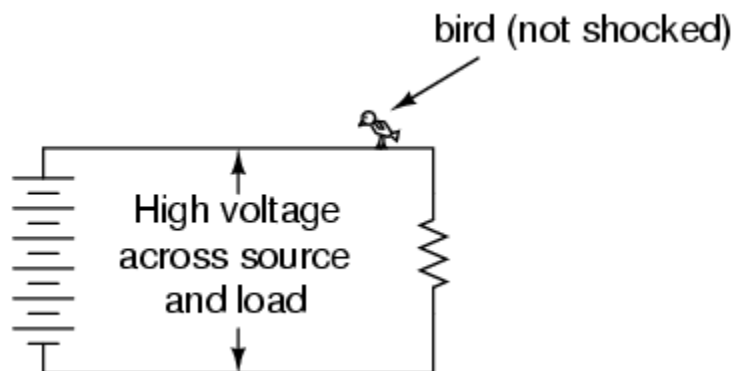 bird (not shocked)
High voltage
across source
and load